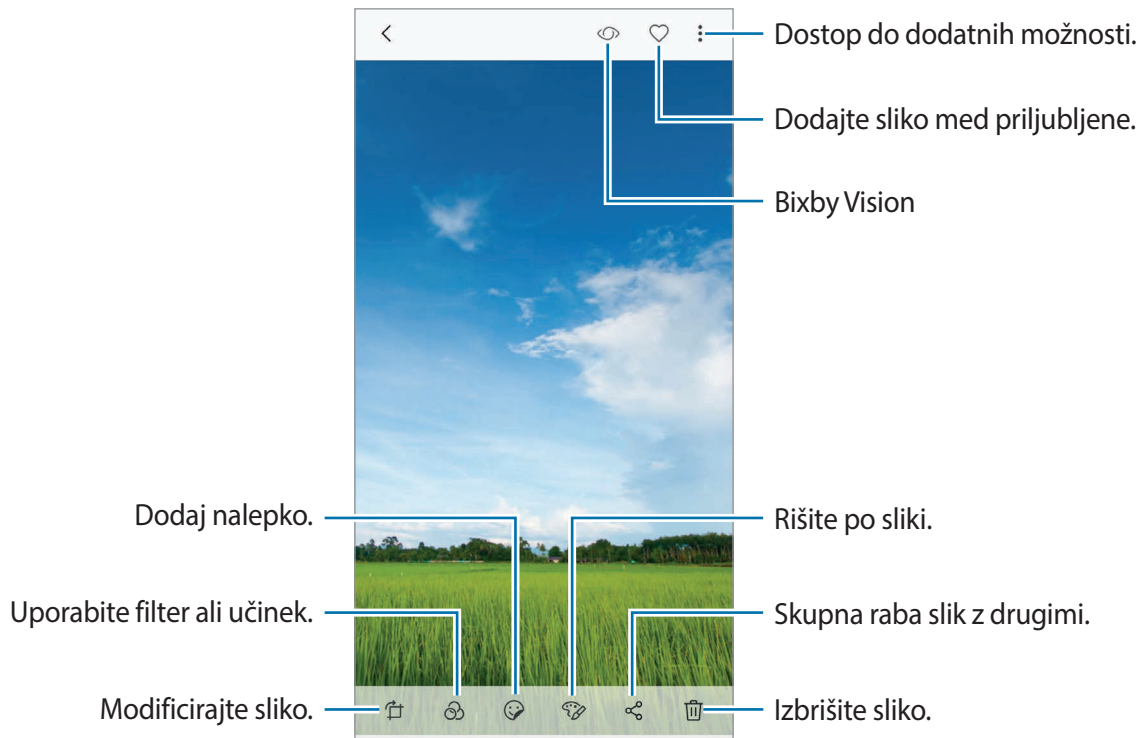 Dostop do dodatnih možnosti.
Dodajte sliko med priljubljene.
Bixby Vision
Dodaj nalepko.
Rišite po sliki.
Uporabite filter ali učinek.
Skupna raba slik z drugimi.
Modificirajte sliko.
Izbrišite sliko.